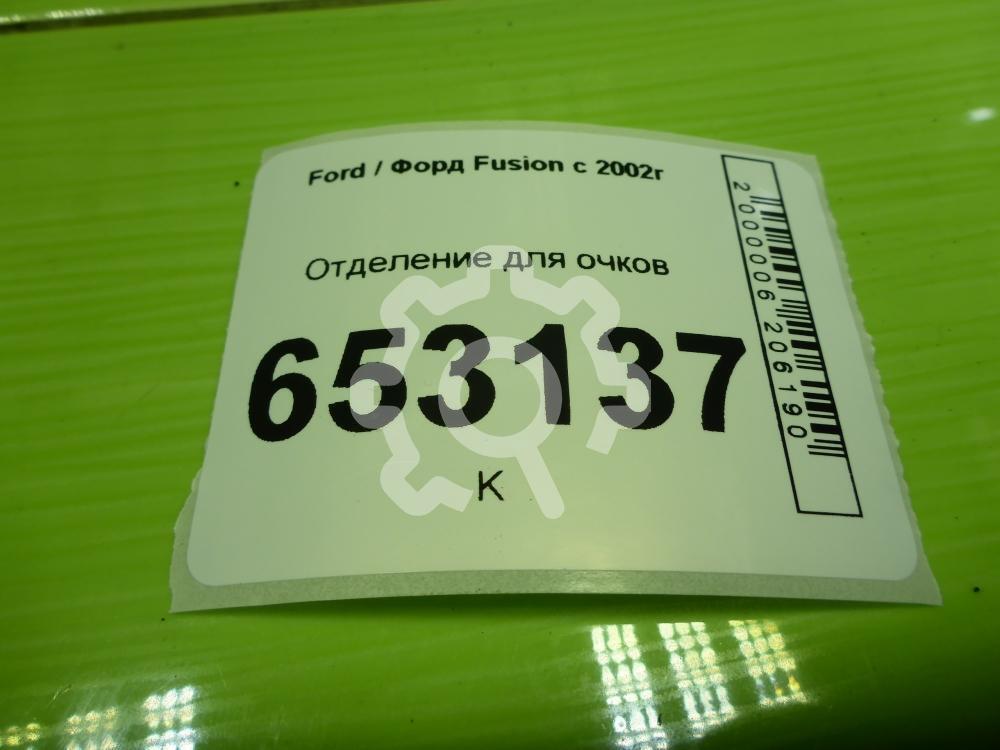 Ford / Форд Fusion с 2002г
Отделение для очков
653137
К
2000006206190